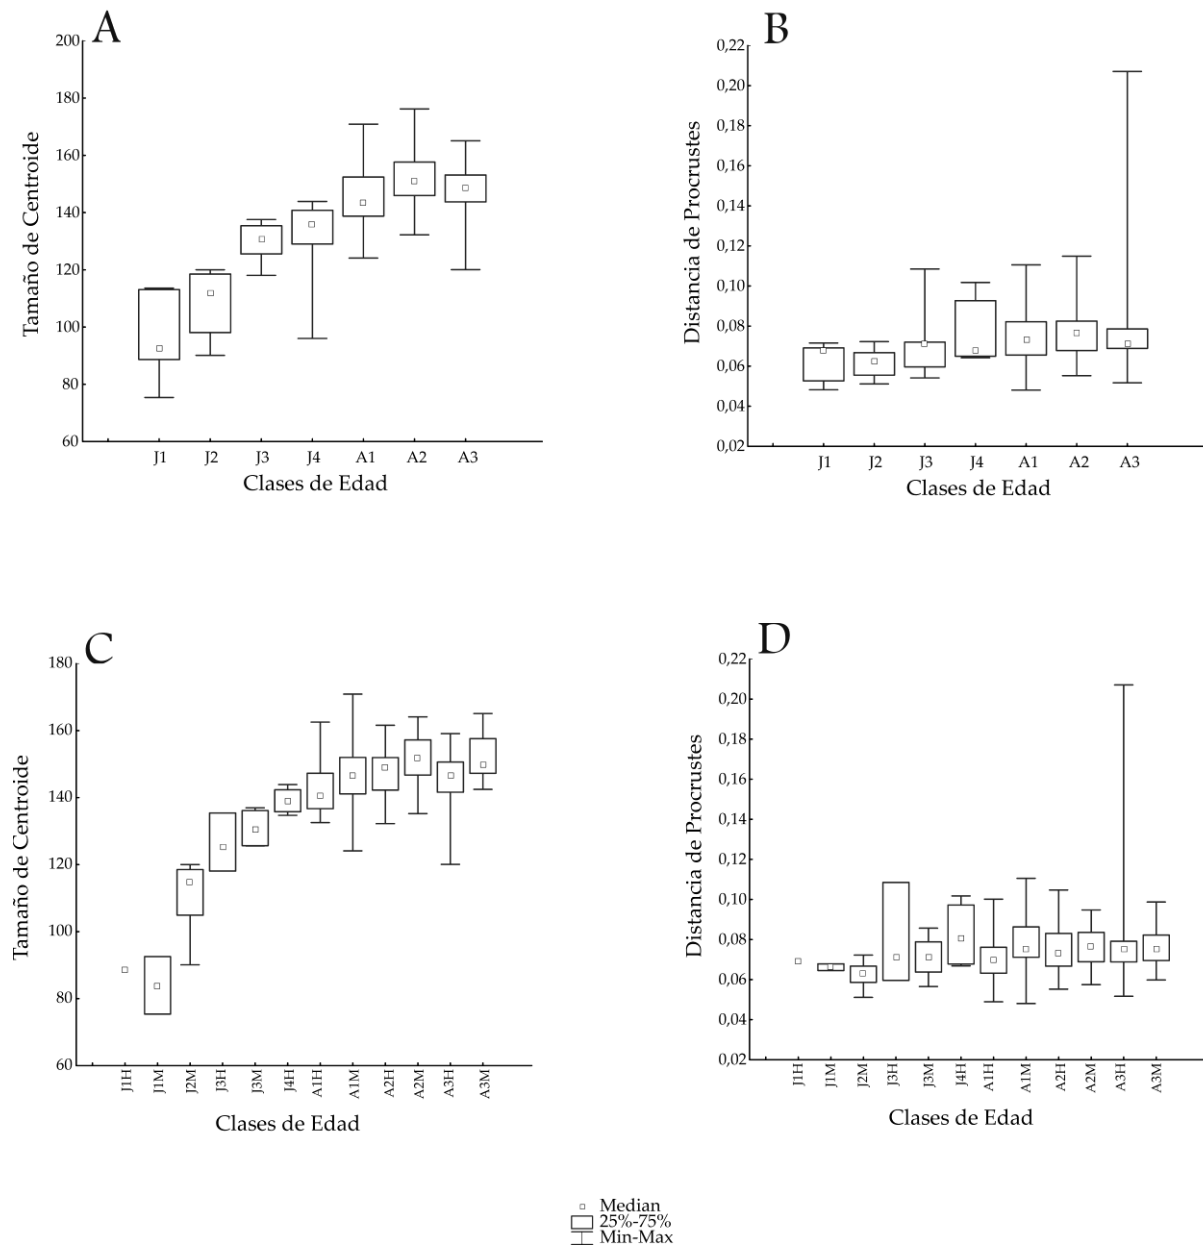 A
Tamaño de Centroide
200
180
160
140
120
100
80
60
J1 J2 J3 J4 A1 A2 A3
Clases de Edad
B
Distancia de Procrustes
0,22
0,20
0,18
0,16
0,14
0,12
0,10
0,08
0,06
0,04
0,02
J1 J2 J3 J4 A1 A2 A3
Clases de Edad
C
Tamaño de Centroide
180
160
140
120
100
80
60
J1H J1M J2M J3H J3M J4H A1H A1M A2H A2M A3H A3M
Clases de Edad
D
Distancia de Procrustes
0,22
0,20
0,18
0,16
0,14
0,12
0,10
0,08
0,06
0,04
0,02
J1H J1M J2M J3H J3M J4H A1H A1M A2H A2M A3H A3M
Clases de Edad
Median
25%-75%
Min-Max